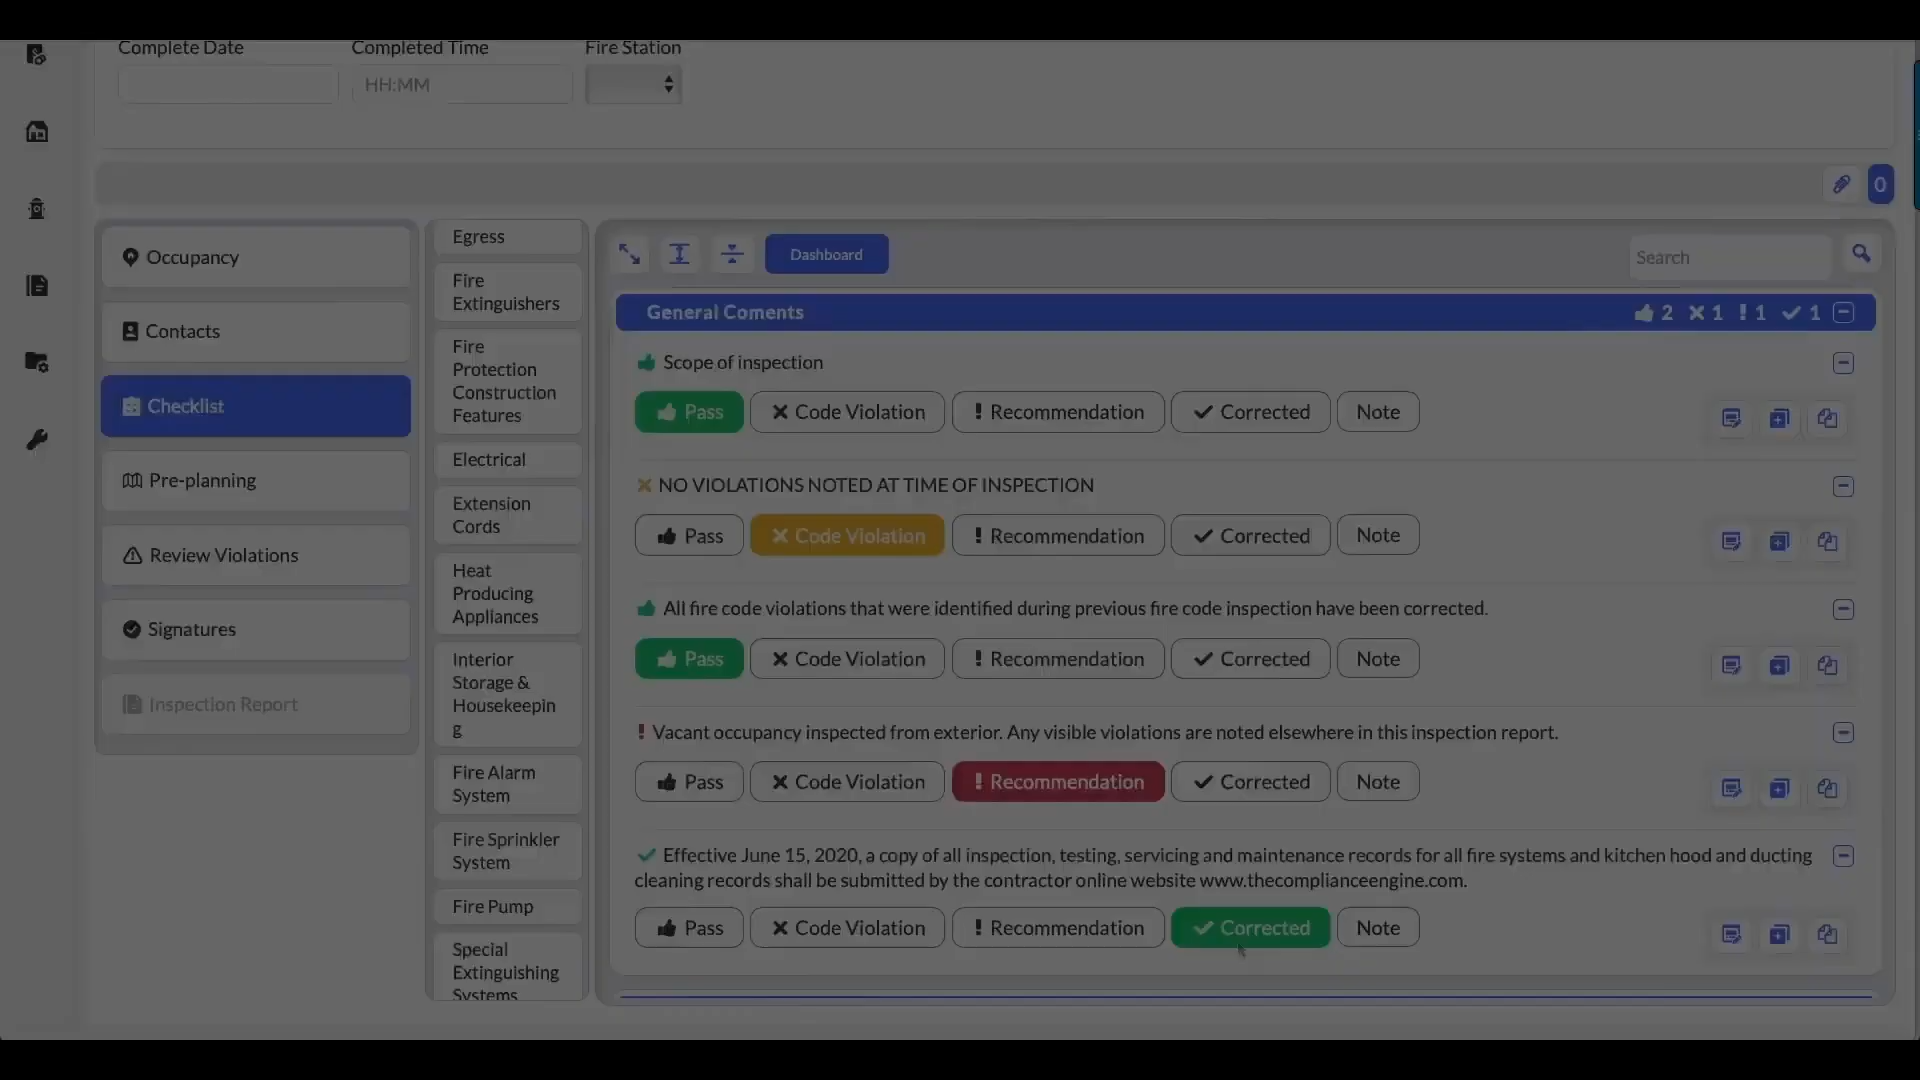 Complete Date
Completed Time
Fire Station
HH:MM
0
Occupancy
Contacts
Checklist
Pre-planning
Review Violations
Signatures
Inspection Report
Egress
Fire
Extinguishers
Fire
Protection
Construction
Features
Electrical
Extension
Cords
Heat
Producing
Appliances
Interior
Storage &
Housekeepin
g
Fire Alarm
System
Fire Sprinkler
System
Fire Pump
Special
Extinguishing
Systems
Dashboard
Search
General Coments 2 1 1 1
Scope of inspection
Pass Code Violation Recommendation Corrected Note
NO VIOLATIONS NOTED AT TIME OF INSPECTION
Pass Code Violation Recommendation Corrected Note
All fire code violations that were identified during previous fire code inspection have been corrected.
Pass Code Violation Recommendation Corrected Note
Vacant occupancy inspected from exterior. Any visible violations are noted elsewhere in this inspection report.
Pass Code Violation Recommendation Corrected Note
Effective June 15, 2020, a copy of all inspection, testing, servicing and maintenance records for all fire systems and kitchen hood and ducting
cleaning records shall be submitted by the contractor online website www.thecomplianceengine.com.
Pass Code Violation Recommendation Corrected Note